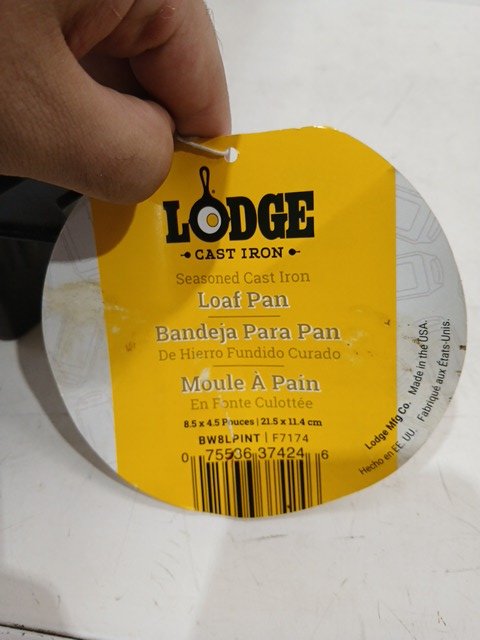 LODGE
CAST IRON
Seasoned Cast Iron
Loaf Pan
Bandeja Para Pan
De Hierro Fundido Curado
Moule À Pain
En Fonte Culottée
8.5 x 4.5 Pouces | 21.5 x 11.4 cm
BW8LPINT | F7174
0 75536 37424 6
Lodge Mfg Co. Made in the USA.
Hecho en EE. UU. Fabriqué aux États-Unis.